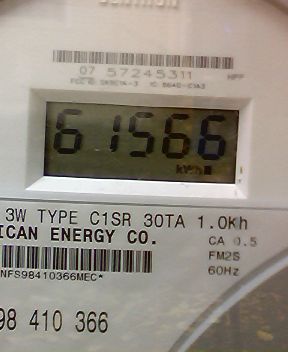 07 57245311 HPF
61566
kWh
3W TYPE C1SR 30TA 1.0Kh
ICAN ENERGY CO.
CA 0.5
FM2S
60Hz
NFS98410366MEC*
98 410 366